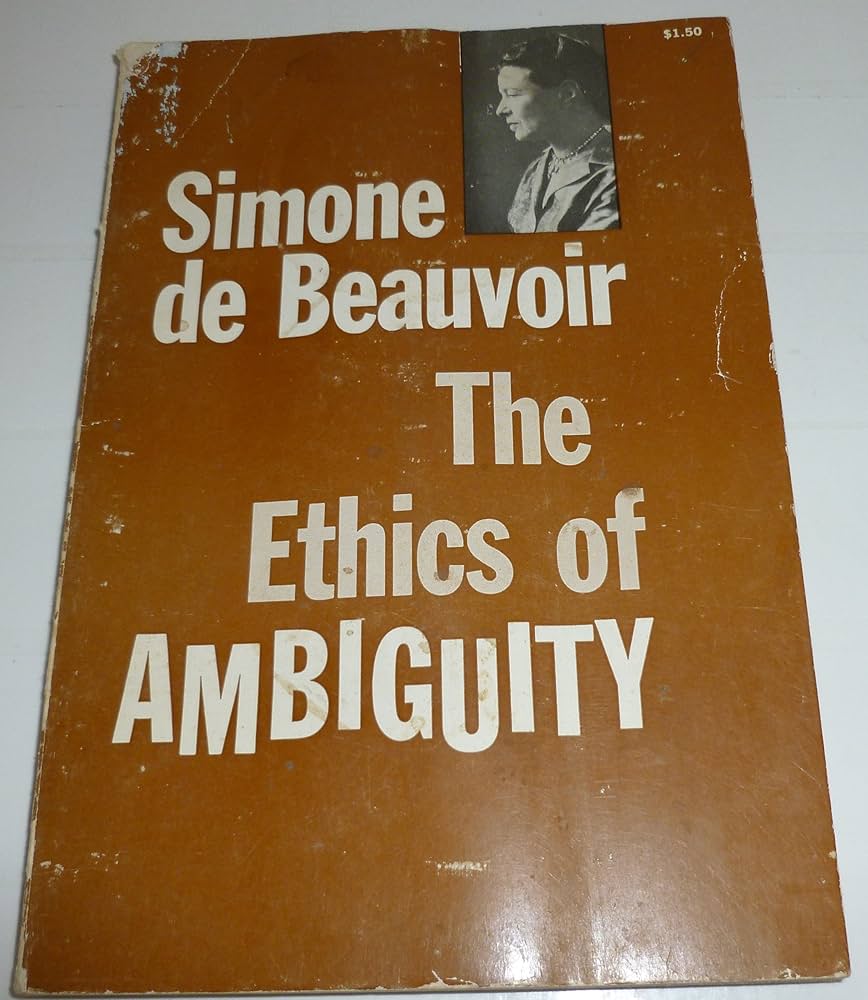 $1.50
Simone
de Beauvoir
The
Ethics of
AMBIGUITY